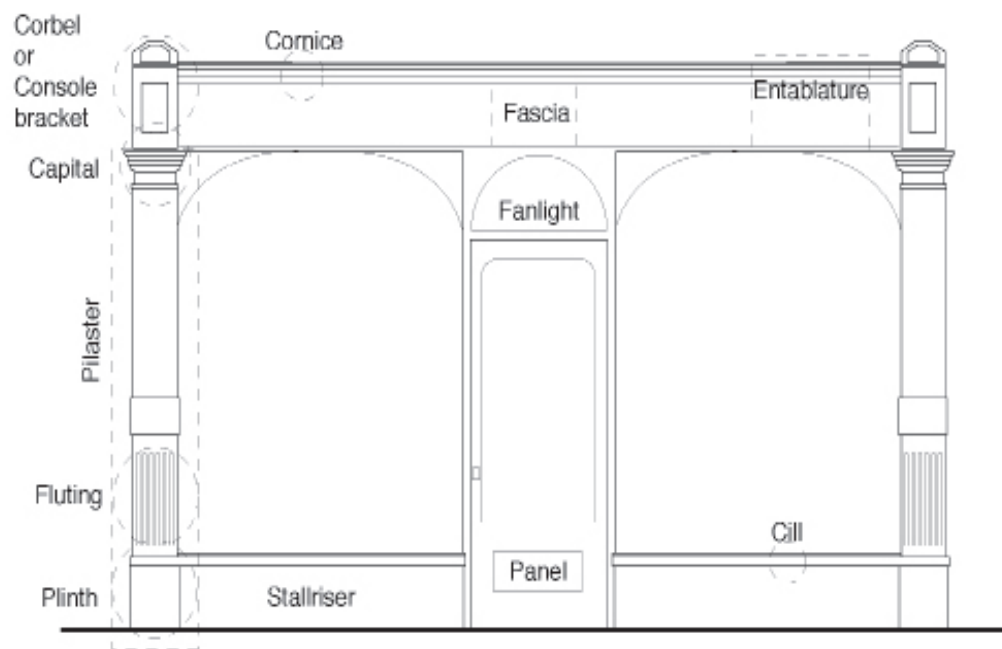 Corbel
or
Console
bracket
Cornice
Entablature
Fascia
Capital
Fanlight
Pilaster
Fluting
Cill
Panel
Plinth
Stallriser